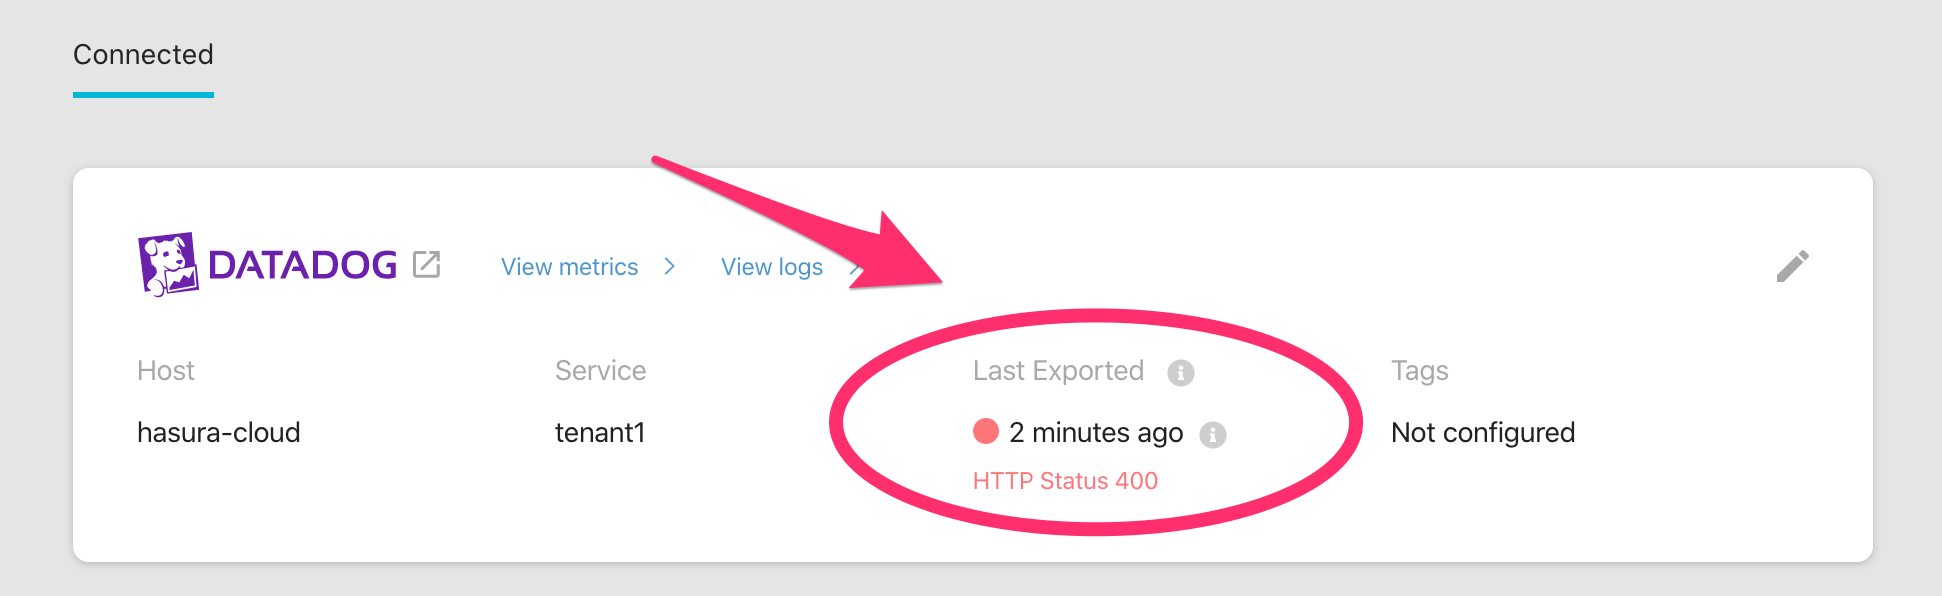 Connected
DATADOG View metrics View logs
Host Service Last Exported Tags
hasura-cloud tenant1 2 minutes ago Not configured
HTTP Status 400